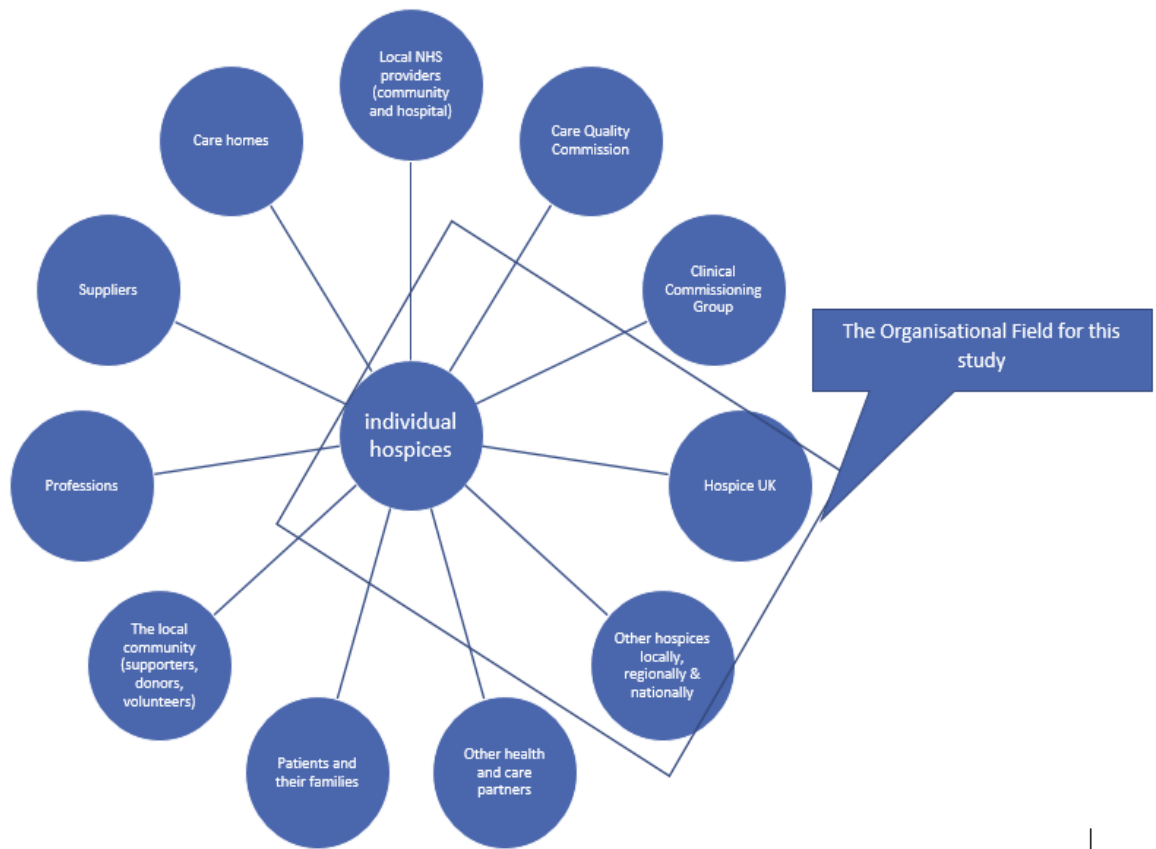 Local NHS
providers
(community
and hospital)
Care Quality
Commission
Clinical
Commissioning
Group
Hospice UK
Other hospices
locally,
regionally &
nationally
Other health
and care
partners
Patients and
their families
The local
community
(supporters,
donors,
volunteers)
Professions
Suppliers
Care homes
individual
hospices
The Organisational Field for this
study